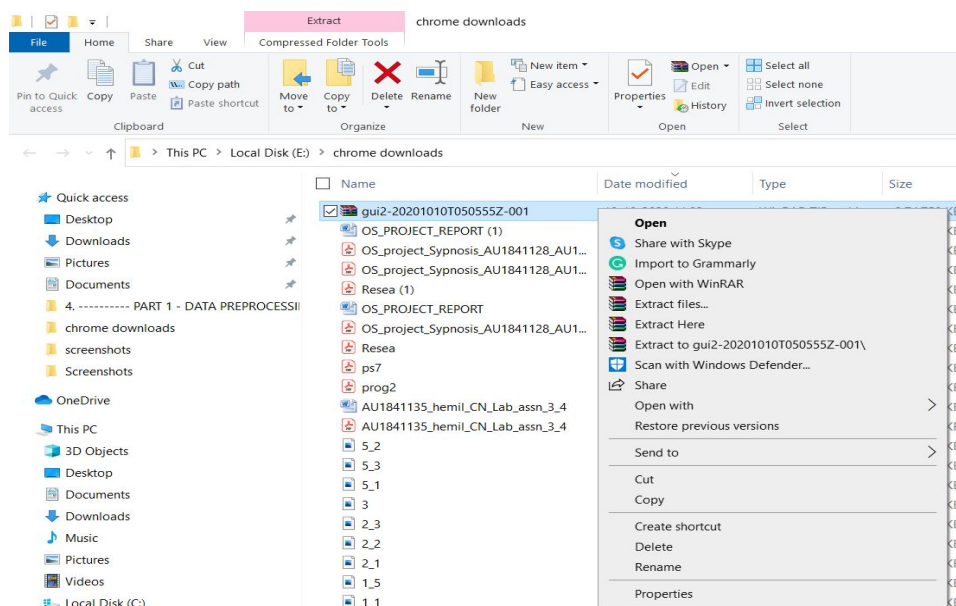 Extract
chrome downloads
File
Home
Share
View
Compressed Folder Tools
Pin to Quick access
Copy
Paste
Cut
Copy path
Paste shortcut
Move to
Copy to
Delete
Rename
New folder
New item
Easy access
Properties
Open
Edit
History
Select all
Select none
Invert selection
Clipboard
Organize
New
Open
Select
This PC > Local Disk (E:) > chrome downloads
Name
Date modified
Type
Size
Quick access
Desktop
Downloads
Pictures
Documents
4. ---------- PART 1 - DATA PREPROCESSI
chrome downloads
screenshots
Screenshots
OneDrive
This PC
3D Objects
Desktop
Documents
Downloads
Music
Pictures
Videos
Local Disk (C:)
gui2-20201010T050555Z-001
OS_PROJECT_REPORT (1)
OS_project_Sypnosis_AU1841128_AU1...
OS_project_Sypnosis_AU1841128_AU1...
Resea (1)
OS_PROJECT_REPORT
OS_project_Sypnosis_AU1841128_AU1...
Resea
ps7
prog2
AU1841135_hemil_CN_Lab_assn_3_4
AU1841135_hemil_CN_Lab_assn_3_4
5_2
5_3
5_1
3
2_3
2_2
2_1
1_5
1_1
Open
Share with Skype
Import to Grammarly
Open with WinRAR
Extract files...
Extract Here
Extract to gui2-20201010T050555Z-001\
Scan with Windows Defender...
Share
Open with
Restore previous versions
Send to
Cut
Copy
Create shortcut
Delete
Rename
Properties